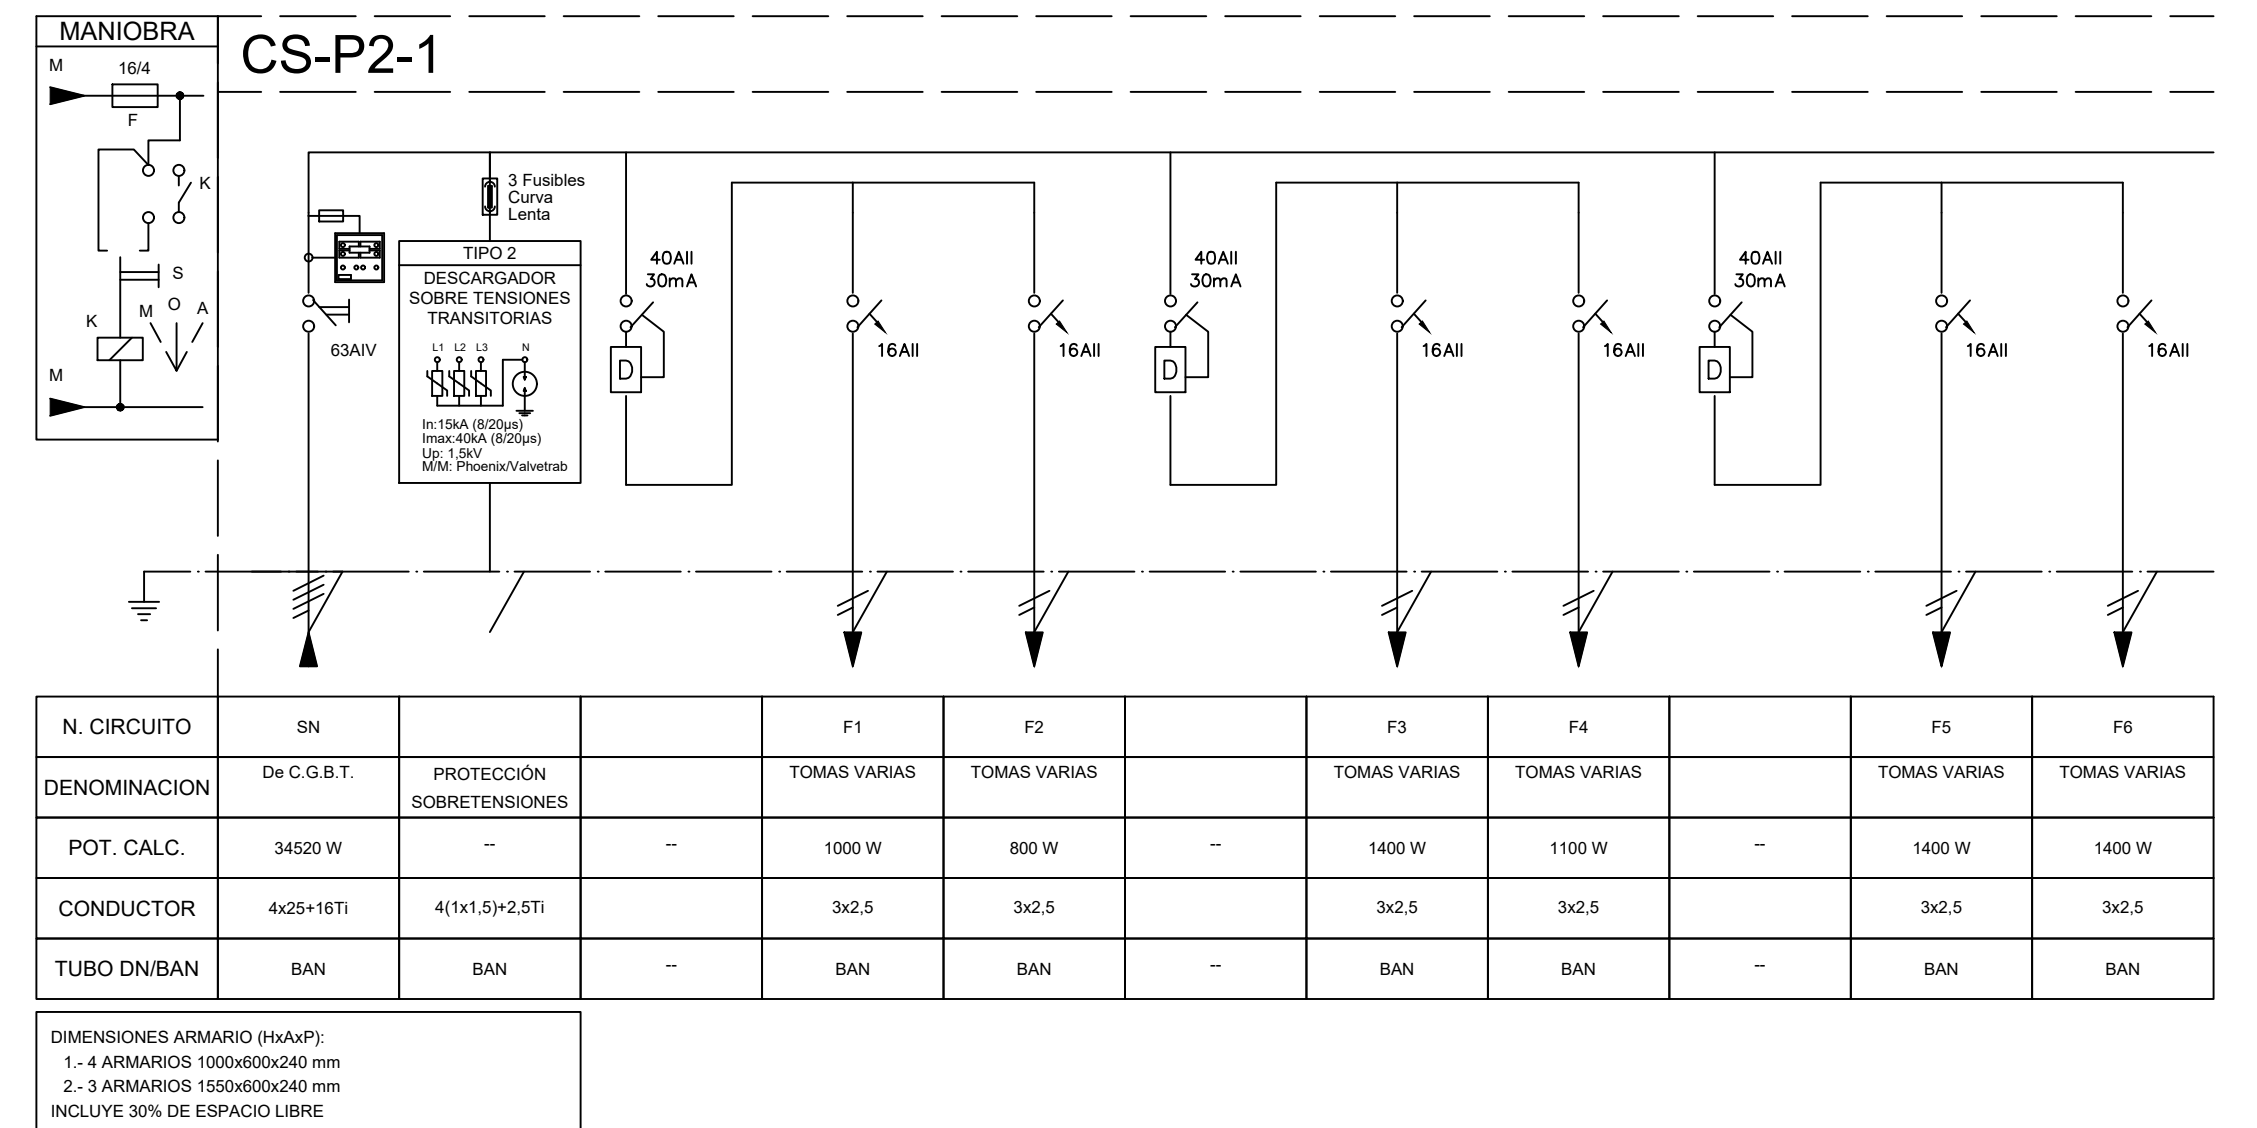 MANIOBRA
CS-P2-1
M
16/4
F
K
S
M O A
K
M
63AIV
3 Fusibles
Curva
Lenta
TIPO 2
DESCARGADOR
SOBRE TENSIONES
TRANSITORIAS
L1 L2 L3 N
In:15kA (8/20µs)
Imax:40kA (8/20µs)
Up: 1,5kV
M/M: Phoenix/Valvetrab
40AII
30mA
D
16AII
16AII
40AII
30mA
D
16AII
16AII
40AII
30mA
D
16AII
16AII
N. CIRCUITO SN F1 F2 F3 F4 F5 F6
DENOMINACION De C.G.B.T. PROTECCIÓN TOMAS VARIAS TOMAS VARIAS TOMAS VARIAS TOMAS VARIAS TOMAS VARIAS TOMAS VARIAS
SOBRETENSIONES
POT. CALC. 34520 W -- -- 1000 W 800 W -- 1400 W 1100 W -- 1400 W 1400 W
CONDUCTOR 4x25+16Ti 4(1x1,5)+2,5Ti 3x2,5 3x2,5 3x2,5 3x2,5 3x2,5 3x2,5
TUBO DN/BAN BAN BAN -- BAN BAN -- BAN BAN -- BAN BAN
DIMENSIONES ARMARIO (HxAxP):
1.- 4 ARMARIOS 1000x600x240 mm
2.- 3 ARMARIOS 1550x600x240 mm
INCLUYE 30% DE ESPACIO LIBRE